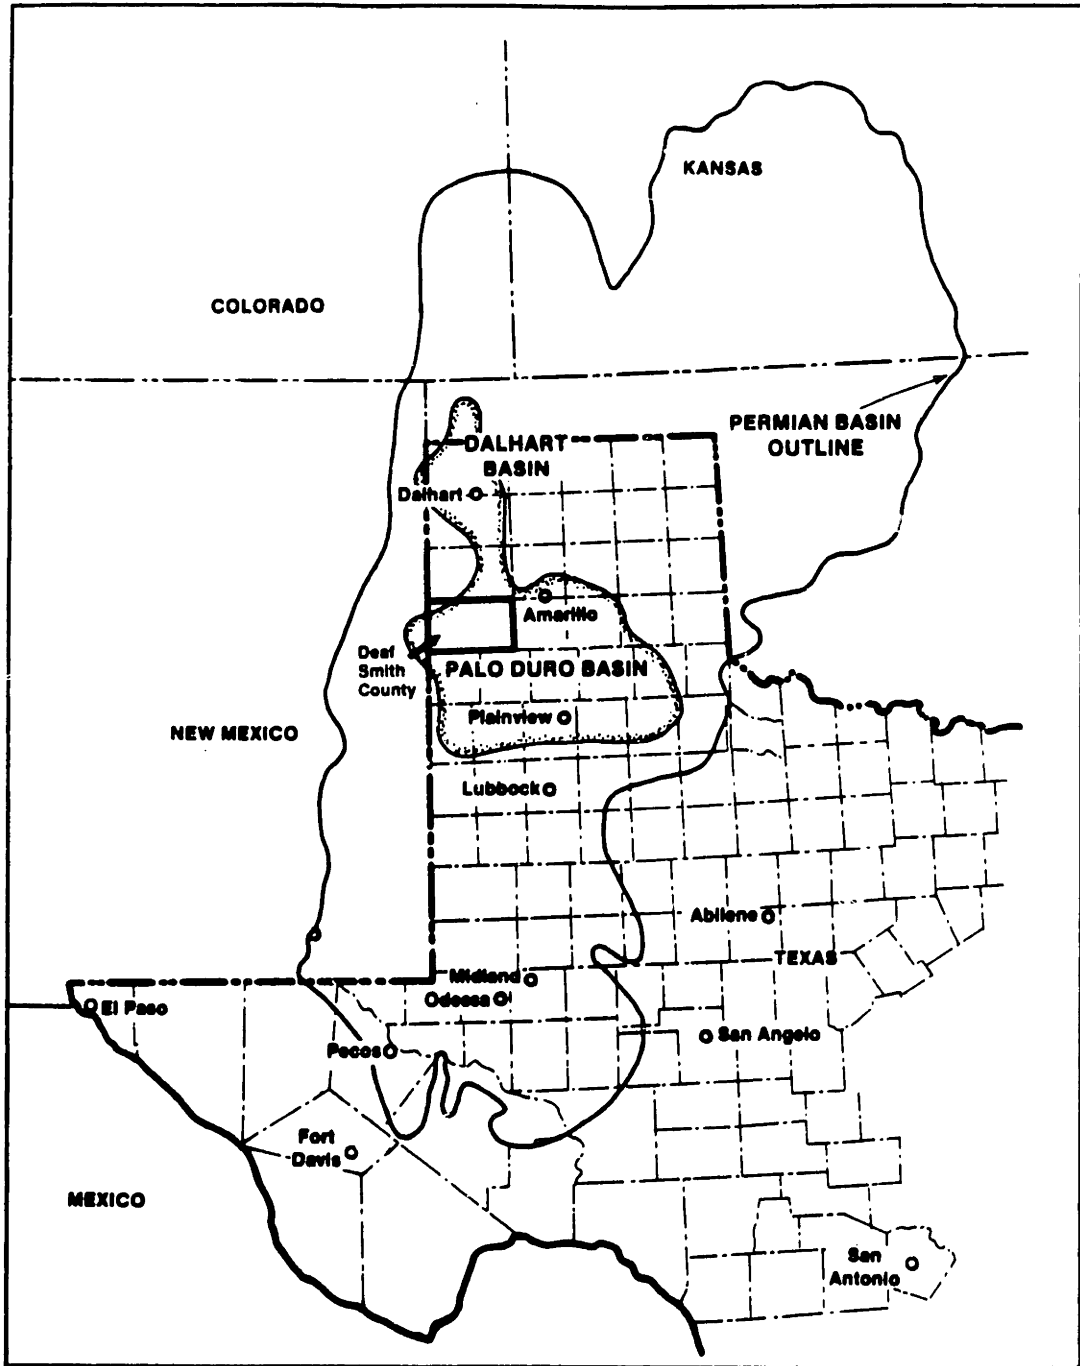 KANSAS
COLORADO
PERMIAN BASIN
OUTLINE
DALHART
BASIN
Dalhart
Amarillo
Deaf
Smith
County
PALO DURO BASIN
Plainview
NEW MEXICO
Lubbock
Abilene
TEXAS
Midland
Odessa
El Paso
San Angelo
Pecos
Fort
Davis
MEXICO
San
Antonio